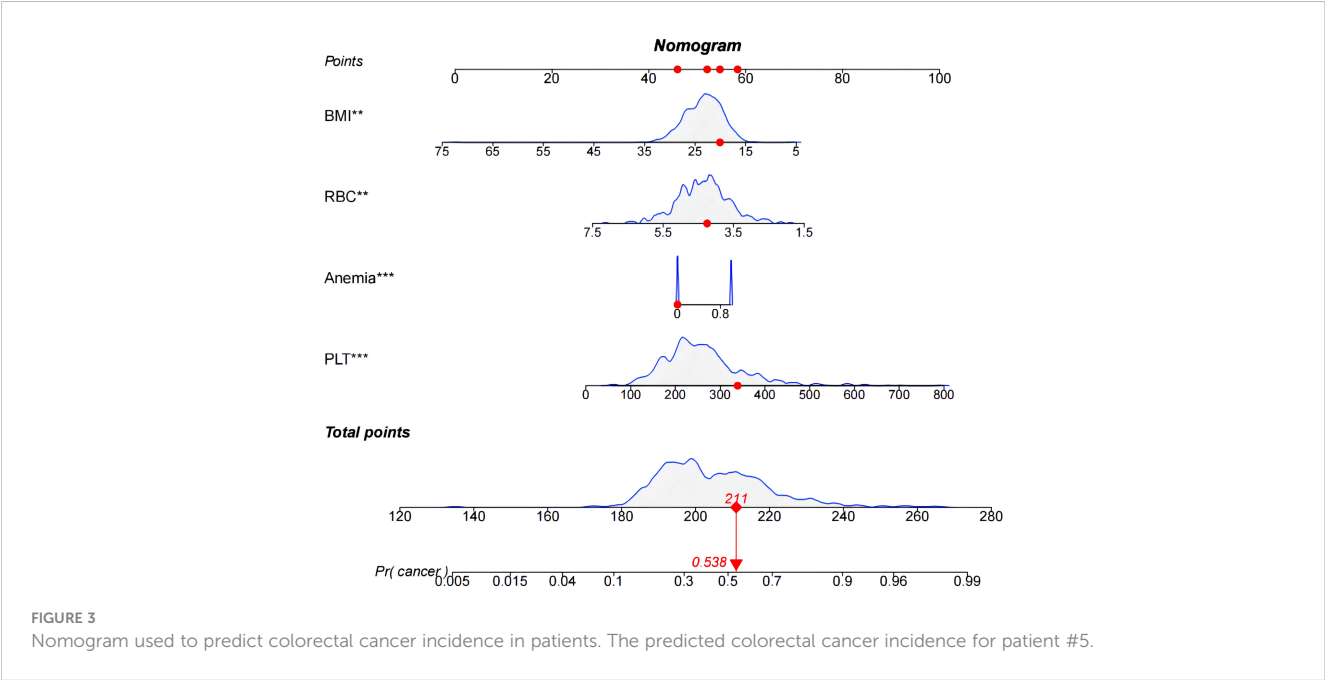 Nomogram
Points
0 20 40 60 80 100
BMI**
75 65 55 45 35 25 15 5
RBC**
7.5 5.5 3.5 1.5
Anemia***
0 0.8
PLT***
0 100 200 300 400 500 600 700 800
Total points
211
120 140 160 180 200 220 240 260 280
0.538
Pr( cancer )
0.005 0.015 0.04 0.1 0.3 0.5 0.7 0.9 0.96 0.99
FIGURE 3
Nomogram used to predict colorectal cancer incidence in patients. The predicted colorectal cancer incidence for patient #5.